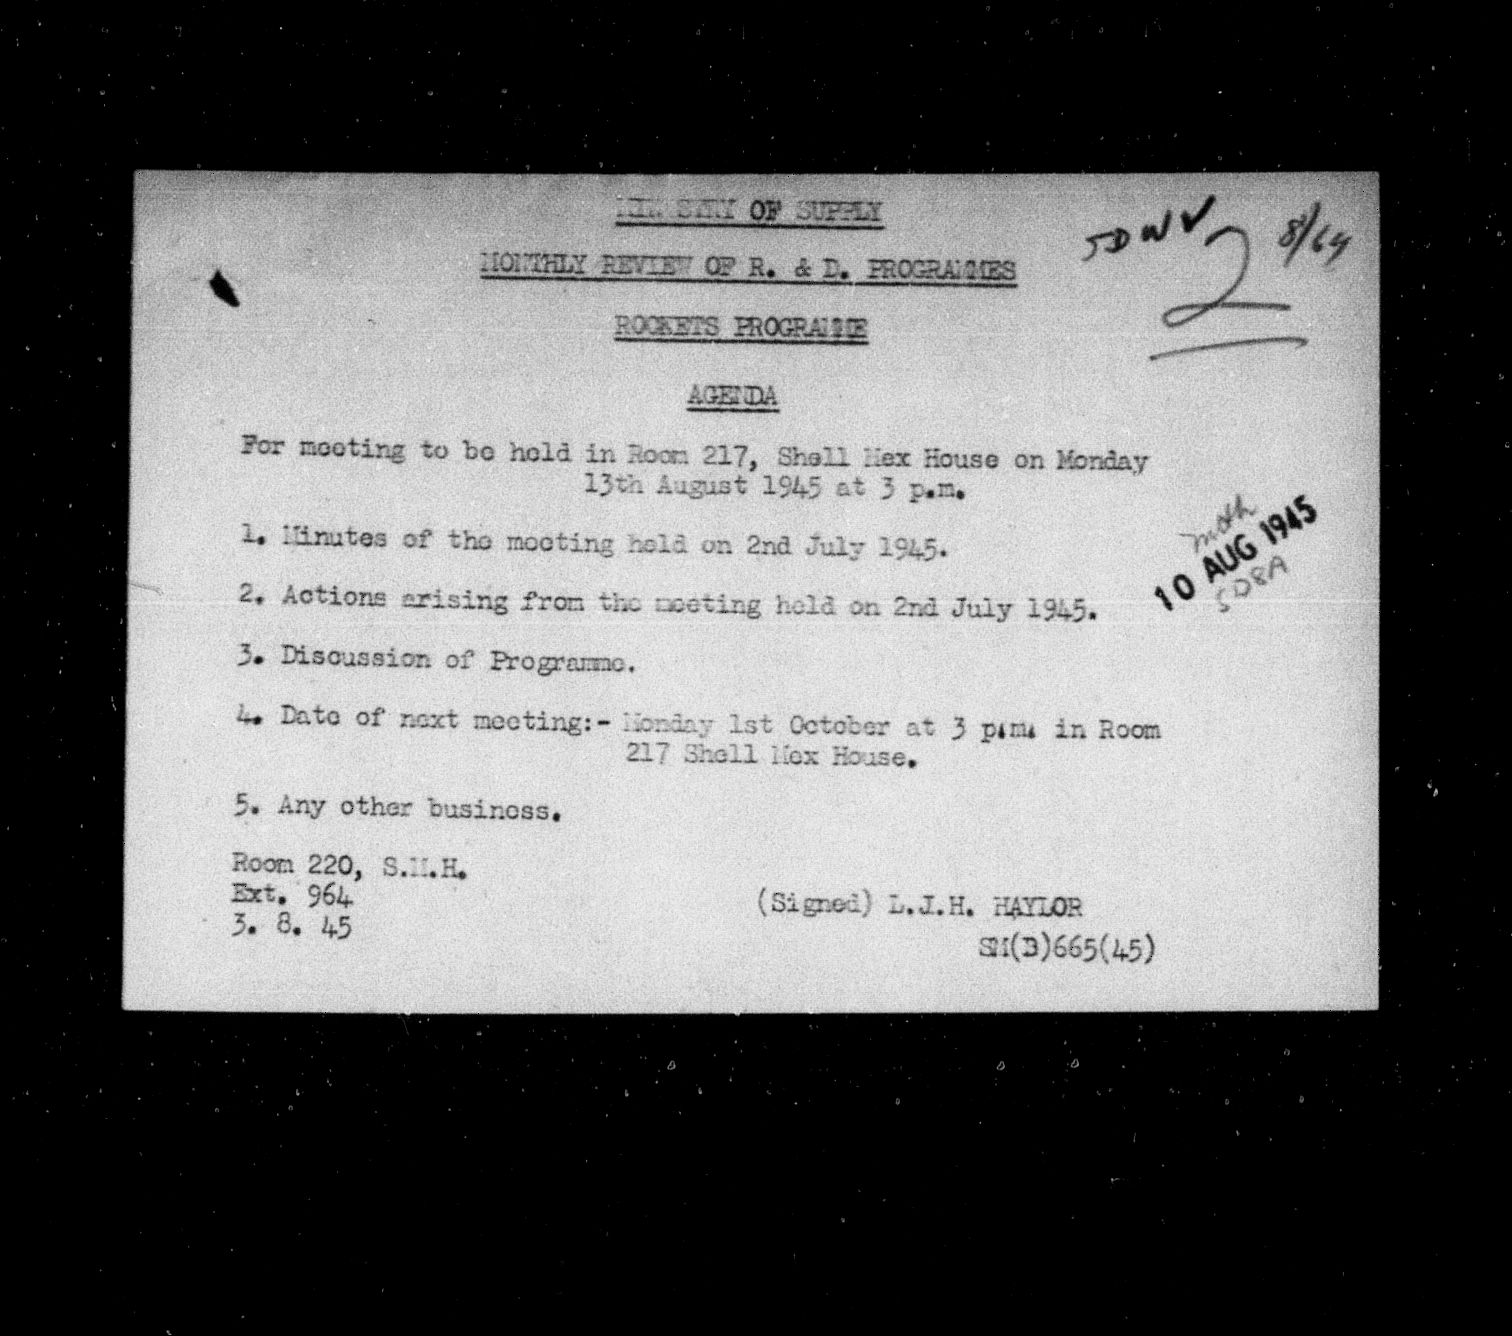 MINISTRY OF SUPPLY
MONTHLY REVIEW OF R. & D. PROGRAMMES
ROCKETS PROGRAMME
AGENDA
For meeting to be held in Room 217, Shell Mex House on Monday
13th August 1945 at 3 p.m.
1. Minutes of the meeting held on 2nd July 1945.
2. Actions arising from the meeting held on 2nd July 1945.
3. Discussion of Programme.
4. Date of next meeting:- Monday 1st October at 3 p.m. in Room
217 Shell Mex House.
5. Any other business.
Room 220, S.M.H.
Ext. 964
3. 8. 45
(Signed) L.J.H. HAYLOR
SM(B)665(45)
2
8/64
10 AUG 1945
SD8A